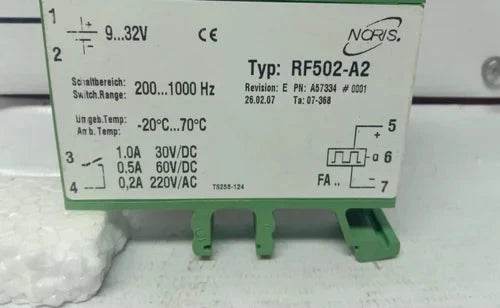 1
9...32V
CE
NORIS.
2
Typ: RF502-A2
Schaltbereich:
Switch.Range: 200...1000 Hz
Revision: E PN: A57334 # 0001
26.02.07 Ta: 07-368
Umgeb.Temp:
Amb.Temp: -20°C...70°C
3
1.0A 30V/DC
0.5A 60V/DC
4
0,2A 220V/AC
TS258-124
+ 5
a 6
FA.. - 7